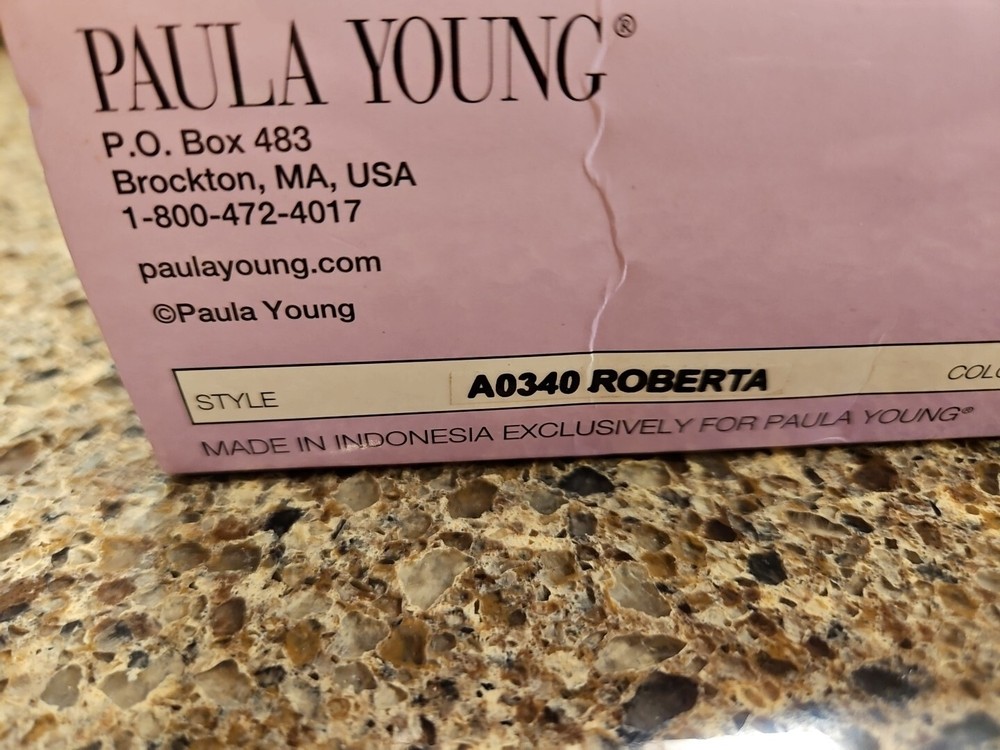 PAULA YOUNG®
P.O. Box 483
Brockton, MA, USA
1-800-472-4017
paulayoung.com
©Paula Young
STYLE A0340 ROBERTA
MADE IN INDONESIA EXCLUSIVELY FOR PAULA YOUNG®